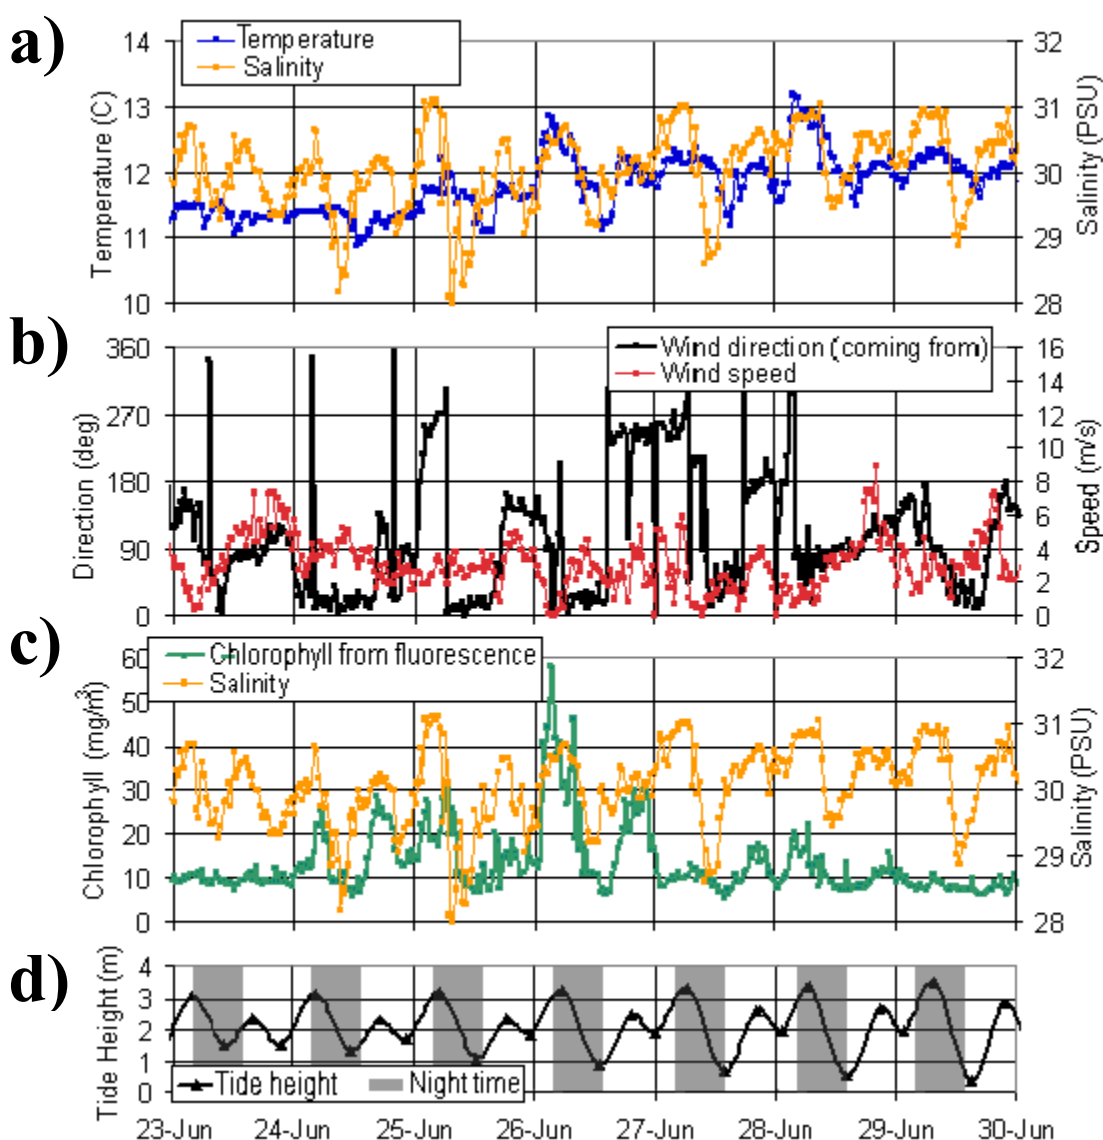 a)
Temperature
Salinity
Temperature (C)
14
13
12
11
10
Salinity (PSU)
32
31
30
29
28
b)
Wind direction (coming from)
Wind speed
Direction (deg)
360
270
180
90
0
Speed (m/s)
16
14
12
10
8
6
4
2
0
c)
Chlorophyll from fluorescence
Salinity
Chlorophyll (mg/m³)
60
50
40
30
20
10
0
Salinity (PSU)
32
31
30
29
28
d)
Tide Height (m)
4
3
2
1
0
Tide height
Night time
23-Jun 24-Jun 25-Jun 26-Jun 27-Jun 28-Jun 29-Jun 30-Jun